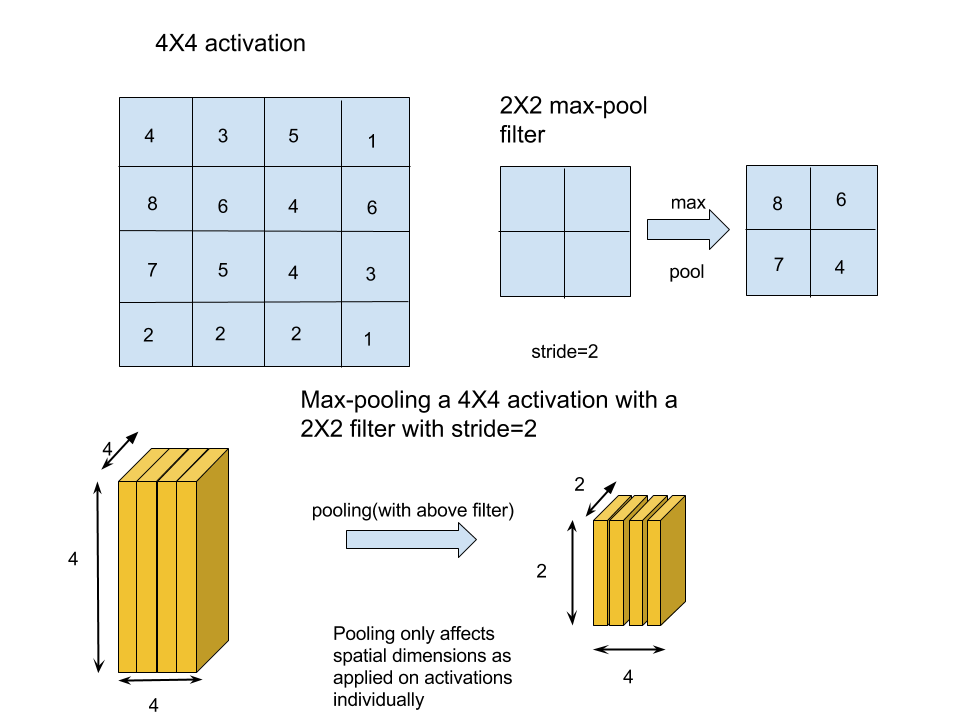 4X4 activation
4 3 5 1
8 6 4 6
7 5 4 3
2 2 2 1
2X2 max-pool
filter
max
pool
8 6
7 4
stride=2
Max-pooling a 4X4 activation with a
2X2 filter with stride=2
4
4
4
pooling(with above filter)
2
2
4
Pooling only affects
spatial dimensions as
applied on activations
individually